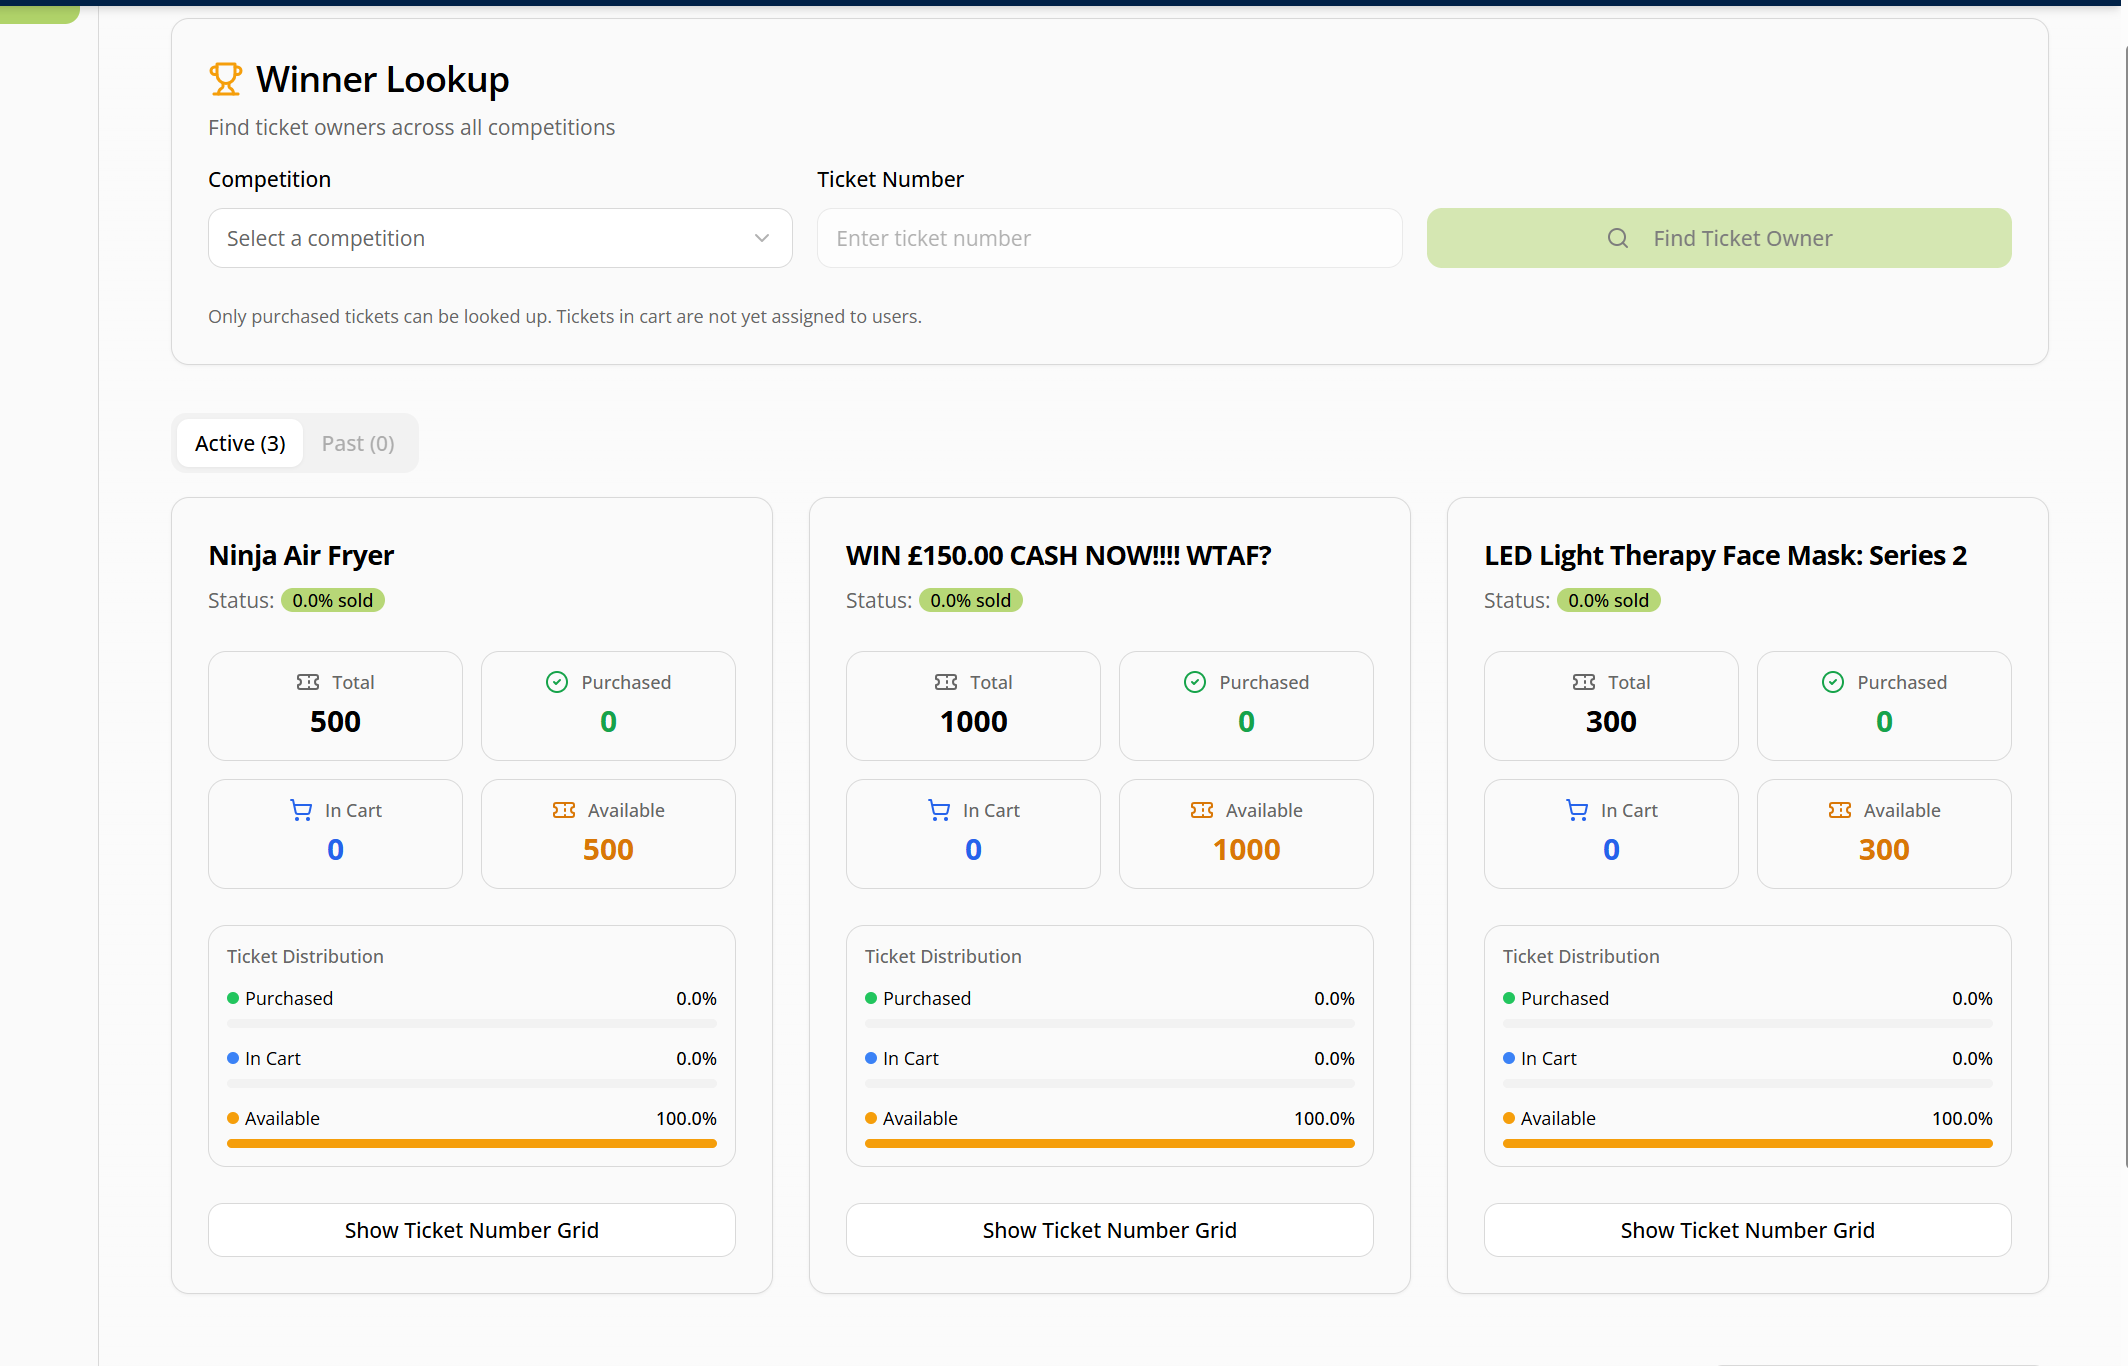 Winner Lookup
Find ticket owners across all competitions
Competition
Select a competition
Ticket Number
Enter ticket number
Find Ticket Owner
Only purchased tickets can be looked up. Tickets in cart are not yet assigned to users.
Active (3)
Past (0)
Ninja Air Fryer
Status: 0.0% sold
Total
500
Purchased
0
In Cart
0
Available
500
Ticket Distribution
Purchased 0.0%
In Cart 0.0%
Available 100.0%
Show Ticket Number Grid
WIN £150.00 CASH NOW!!!! WTAF?
Status: 0.0% sold
Total
1000
Purchased
0
In Cart
0
Available
1000
Ticket Distribution
Purchased 0.0%
In Cart 0.0%
Available 100.0%
Show Ticket Number Grid
LED Light Therapy Face Mask: Series 2
Status: 0.0% sold
Total
300
Purchased
0
In Cart
0
Available
300
Ticket Distribution
Purchased 0.0%
In Cart 0.0%
Available 100.0%
Show Ticket Number Grid